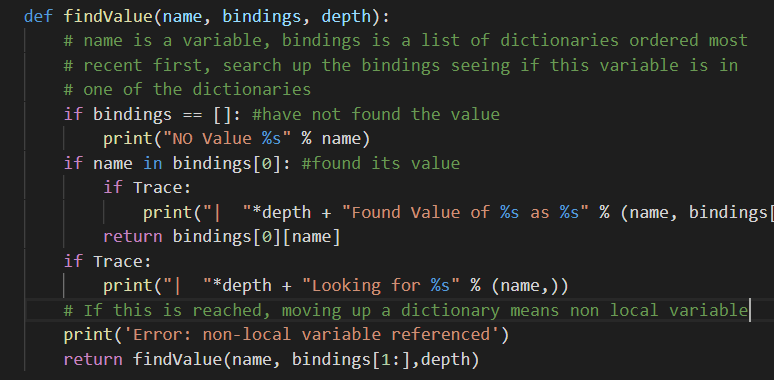 def findValue(name, bindings, depth):
    # name is a variable, bindings is a list of dictionaries ordered most
    # recent first, search up the bindings seeing if this variable is in
    # one of the dictionaries
    if bindings == []: #have not found the value
        print("NO Value %s" % name)
    if name in bindings[0]: #found its value
        if Trace:
            print("|  "*depth + "Found Value of %s as %s" % (name, bindings[
        return bindings[0][name]
    if Trace:
        print("|  "*depth + "Looking for %s" % (name,))
    # If this is reached, moving up a dictionary means non local variable
    print('Error: non-local variable referenced')
    return findValue(name, bindings[1:],depth)